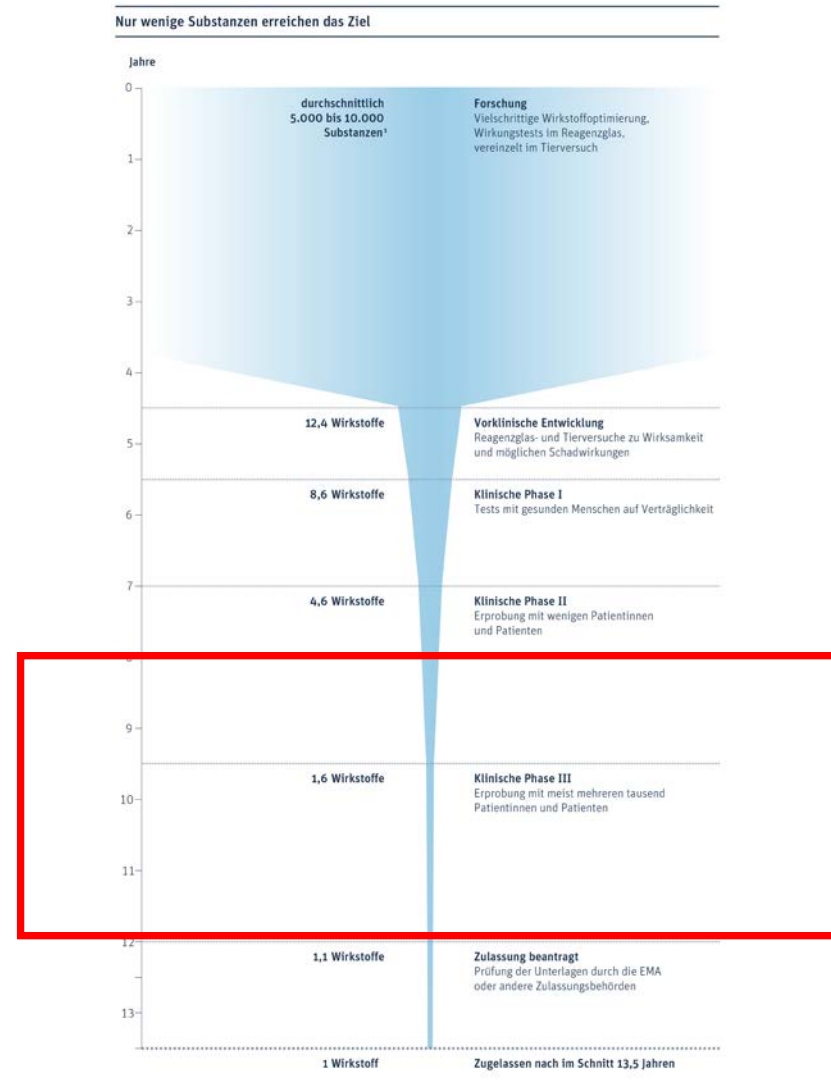 Nur wenige Substanzen erreichen das Ziel
Jahre
0
durchschnittlich
5.000 bis 10.000
Substanzen¹
Forschung
Vielschrittige Wirkstoffoptimierung,
Wirkungstests im Reagenzglas,
vereinzelt im Tierversuch
1
2
3
4
12,4 Wirkstoffe
Vorklinische Entwicklung
Reagenzglas- und Tierversuche zu Wirksamkeit
und möglichen Schadwirkungen
5
8,6 Wirkstoffe
Klinische Phase I
Tests mit gesunden Menschen auf Verträglichkeit
6
7
4,6 Wirkstoffe
Klinische Phase II
Erprobung mit wenigen Patientinnen
und Patienten
9
1,6 Wirkstoffe
Klinische Phase III
Erprobung mit meist mehreren tausend
Patientinnen und Patienten
10
11
12
1,1 Wirkstoffe
Zulassung beantragt
Prüfung der Unterlagen durch die EMA
oder andere Zulassungsbehörden
13
1 Wirkstoff
Zugelassen nach im Schnitt 13,5 Jahren